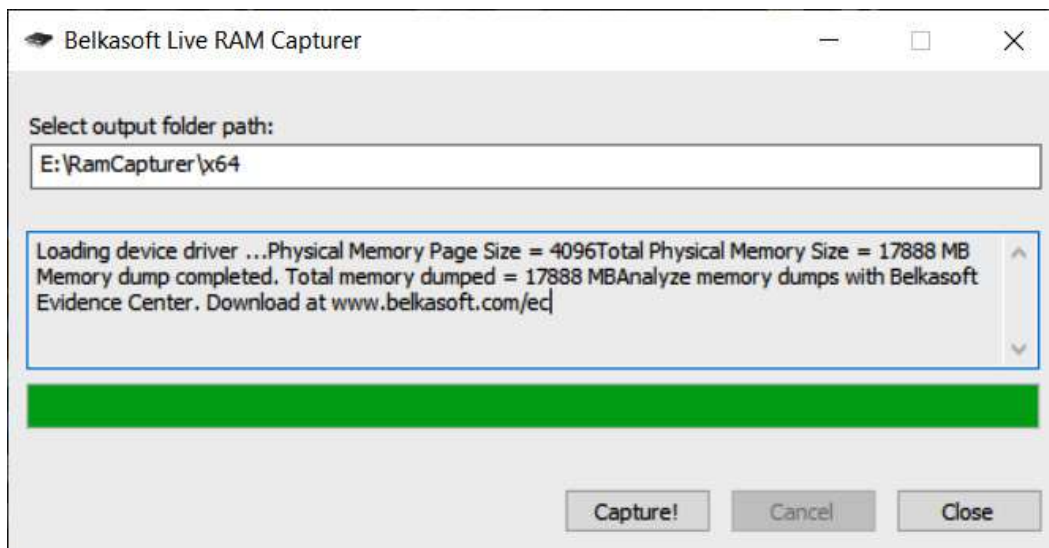 Belkasoft Live RAM Capturer
Select output folder path:
E:\RamCapturer\x64
Loading device driver ...Physical Memory Page Size = 4096Total Physical Memory Size = 17888 MB
Memory dump completed. Total memory dumped = 17888 MBAnalyze memory dumps with Belkasoft
Evidence Center. Download at www.belkasoft.com/ec
Capture!
Cancel
Close